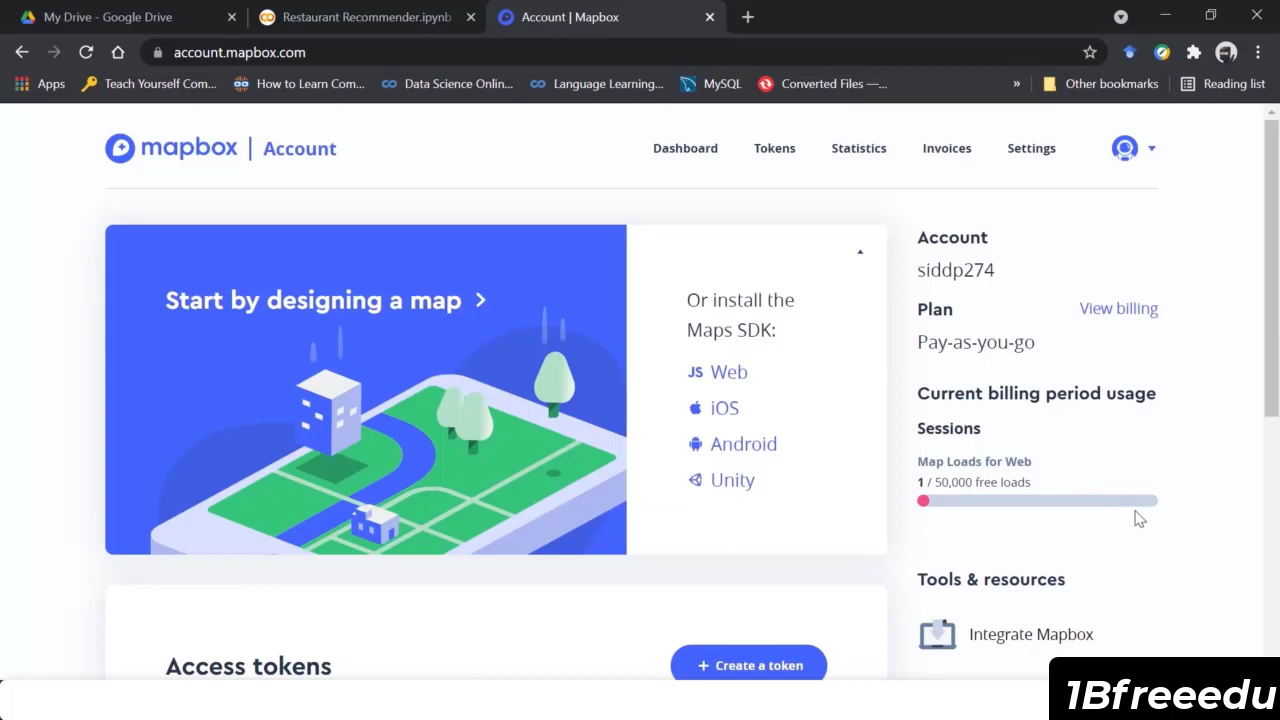 My Drive - Google Drive
Restaurant Recommender.ipynb
Account | Mapbox
account.mapbox.com
Apps
Teach Yourself Com...
How to Learn Com...
Data Science Onlin...
Language Learning,...
MySQL
Converted Files —...
»
Other bookmarks
Reading list
mapbox | Account
Dashboard
Tokens
Statistics
Invoices
Settings
Start by designing a map
Or install the
Maps SDK:
JS Web
iOS
Android
Unity
Account
siddp274
Plan
View billing
Pay-as-you-go
Current billing period usage
Sessions
Map Loads for Web
1 / 50,000 free loads
Tools & resources
Integrate Mapbox
Access tokens
+ Create a token
1Bfreeedu